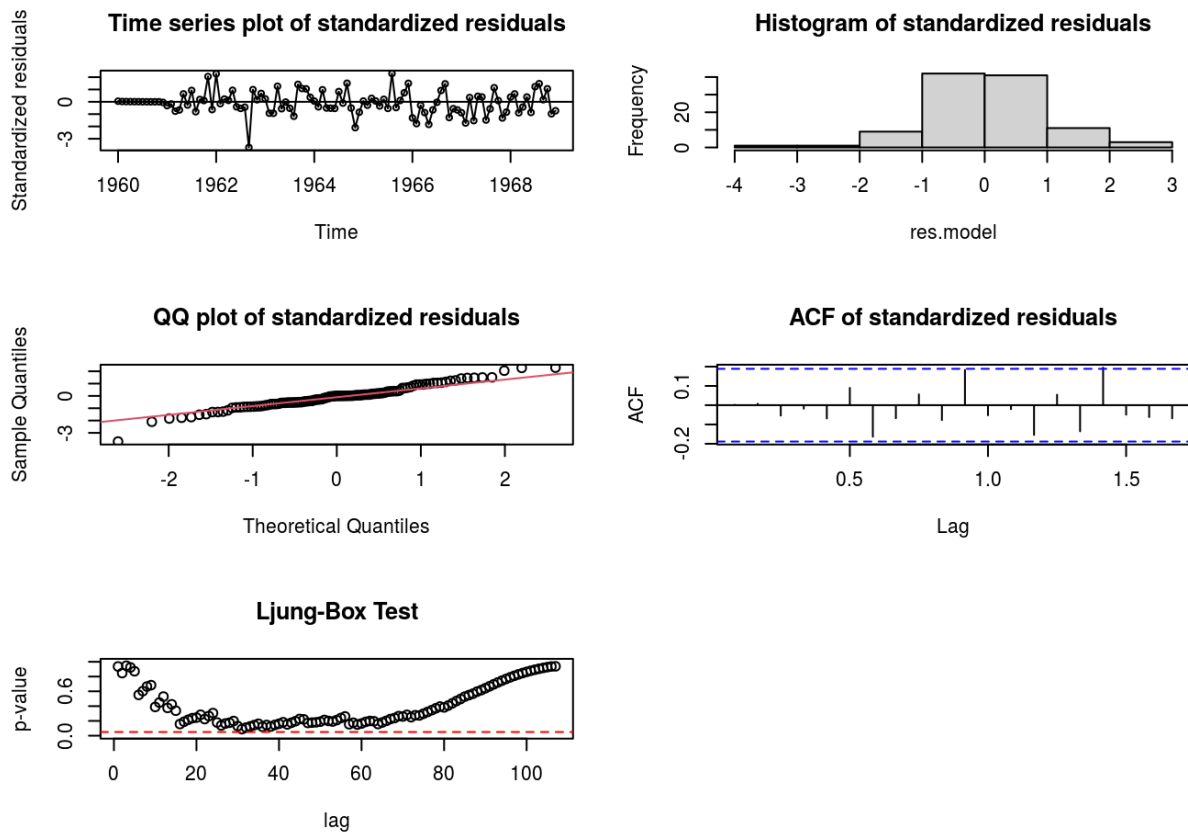 Time series plot of standardized residuals
Standardized residuals
0
-3
1960 1962 1964 1966 1968
Time
Histogram of standardized residuals
Frequency
20
0
-4 -3 -2 -1 0 1 2 3
res.model
QQ plot of standardized residuals
Sample Quantiles
0
-3
-2 -1 0 1 2
Theoretical Quantiles
ACF of standardized residuals
ACF
0.1
-0.2
0.5 1.0 1.5
Lag
Ljung-Box Test
p-value
0.6
0.0
0 20 40 60 80 100
lag